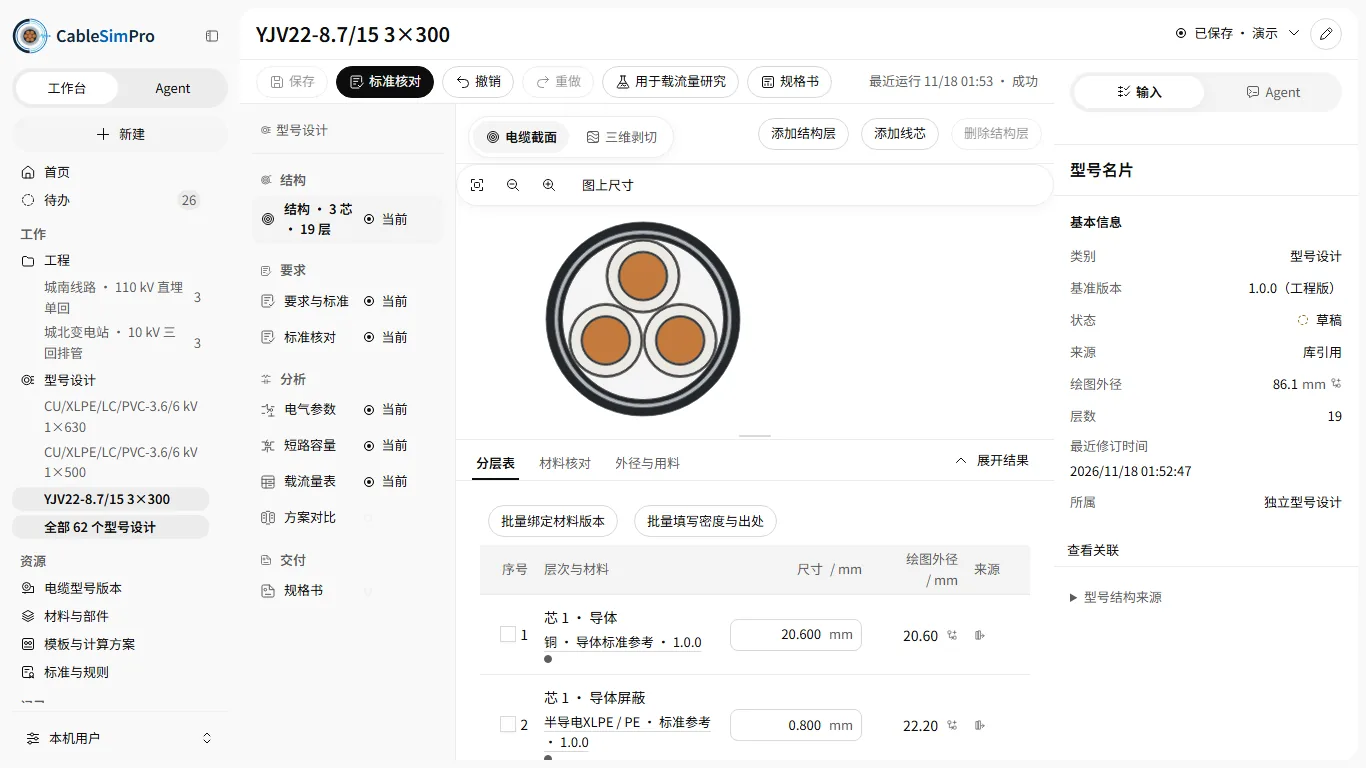 CableSimPro
工作台
Agent
新建
首页
待办
26
工作
工程
城南线路 · 110 kV 直埋
单回
3
城北变电站 · 10 kV 三
回排管
3
型号设计
CU/XLPE/LC/PVC-3.6/6 kV
1×630
CU/XLPE/LC/PVC-3.6/6 kV
1×500
YJV22-8.7/15 3×300
全部 62 个型号设计
资源
电缆型号版本
材料与部件
模板与计算方案
标准与规则
本机用户
YJV22-8.7/15 3×300
已保存 · 演示
保存
标准核对
撤销
重做
用于载流量研究
规格书
最近运行 11/18 01:53 · 成功
型号设计
结构
结构 · 3 芯
· 19 层
当前
要求
要求与标准
当前
标准核对
当前
分析
电气参数
当前
短路容量
当前
载流量表
当前
方案对比
交付
规格书
电缆截面
三维剥切
添加结构层
添加线芯
删除结构层
图上尺寸
分层表
材料核对
外径与用料
展开结果
批量绑定材料版本
批量填写密度与出处
序号
层次与材料
尺寸 / mm
绘图外径
/ mm
来源
1
芯 1 · 导体
铜 · 导体标准参考 · 1.0.0
20.600 mm
20.60
2
芯 1 · 导体屏蔽
半导电XLPE / PE · 标准参考
· 1.0.0
0.800 mm
22.20
输入
Agent
型号名片
基本信息
类别
型号设计
基准版本
1.0.0（工程版）
状态
草稿
来源
库引用
绘图外径
86.1 mm
层数
19
最近修订时间
2026/11/18 01:52:47
所属
独立型号设计
查看关联
型号结构来源